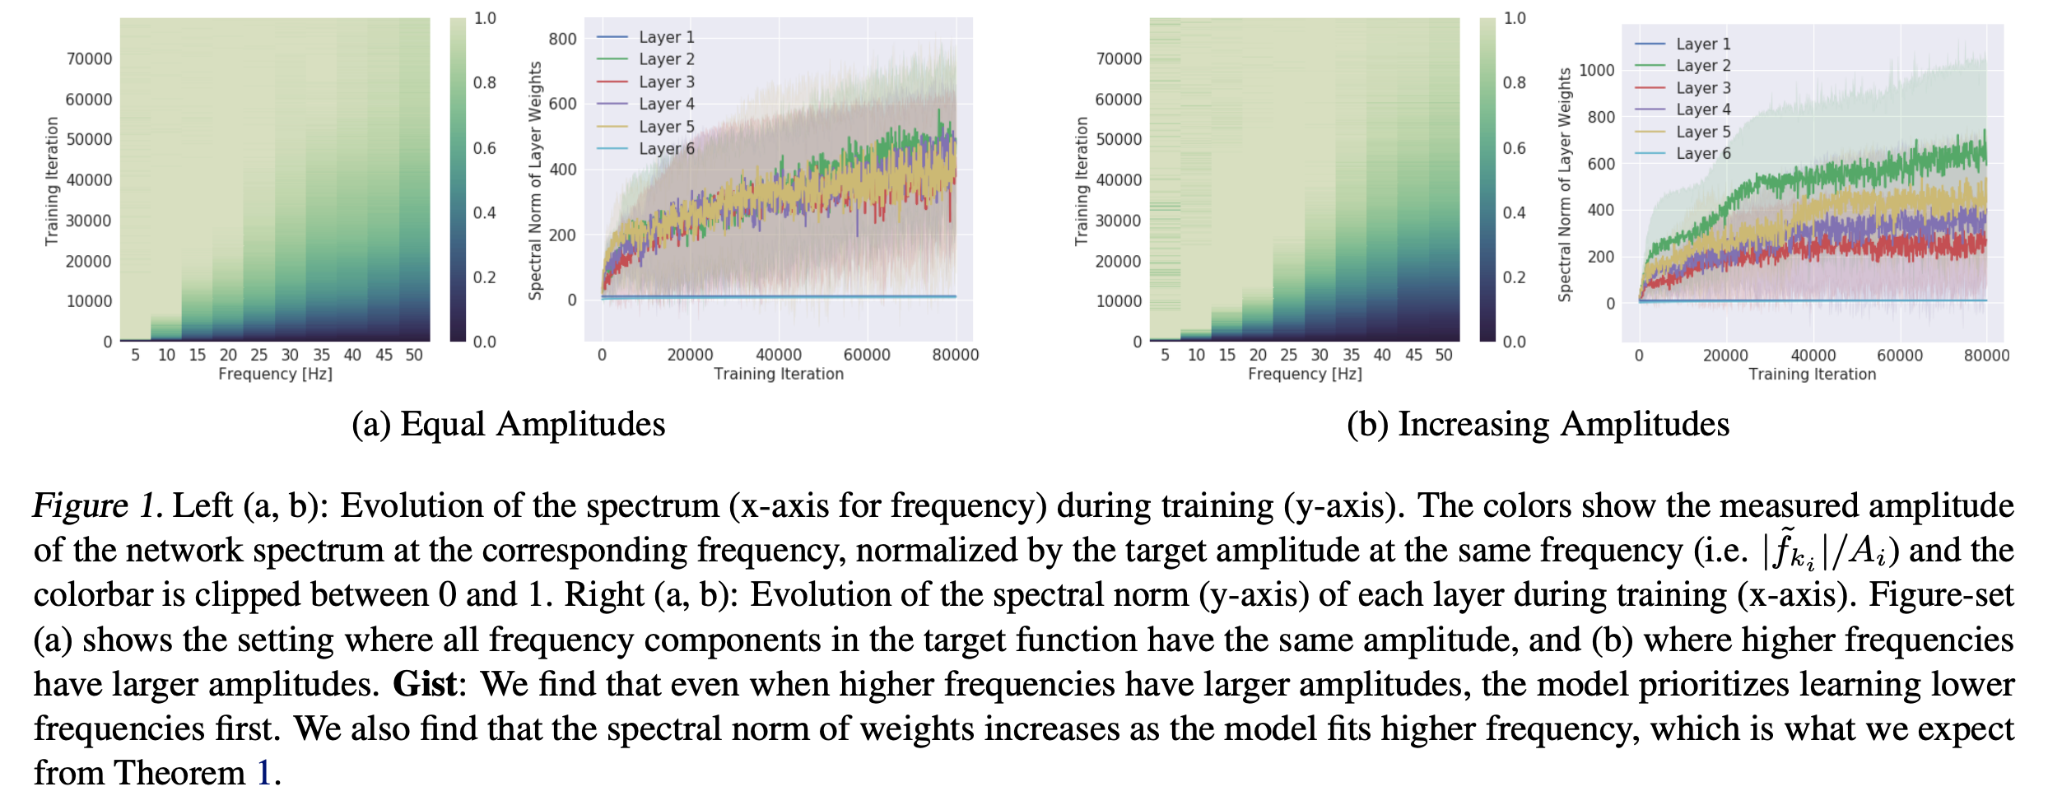 70000
60000
50000
40000
30000
20000
10000
0
Training Iteration
5 10 15 20 25 30 35 40 45 50
Frequency [Hz]
1.0
0.8
0.6
0.4
0.2
0.0
Spectral Norm of Layer Weights
800
600
400
200
0
Layer 1
Layer 2
Layer 3
Layer 4
Layer 5
Layer 6
0 20000 40000 60000 80000
Training Iteration
(a) Equal Amplitudes
70000
60000
50000
40000
30000
20000
10000
0
Training Iteration
5 10 15 20 25 30 35 40 45 50
Frequency [Hz]
1.0
0.8
0.6
0.4
0.2
0.0
Spectral Norm of Layer Weights
1000
800
600
400
200
0
Layer 1
Layer 2
Layer 3
Layer 4
Layer 5
Layer 6
0 20000 40000 60000 80000
Training Iteration
(b) Increasing Amplitudes
Figure 1. Left (a, b): Evolution of the spectrum (x-axis for frequency) during training (y-axis). The colors show the measured amplitude
of the network spectrum at the corresponding frequency, normalized by the target amplitude at the same frequency (i.e. |f̃_{k_i}|/A_i) and the
colorbar is clipped between 0 and 1. Right (a, b): Evolution of the spectral norm (y-axis) of each layer during training (x-axis). Figure-set
(a) shows the setting where all frequency components in the target function have the same amplitude, and (b) where higher frequencies
have larger amplitudes. Gist: We find that even when higher frequencies have larger amplitudes, the model prioritizes learning lower
frequencies first. We also find that the spectral norm of weights increases as the model fits higher frequency, which is what we expect
from Theorem 1.